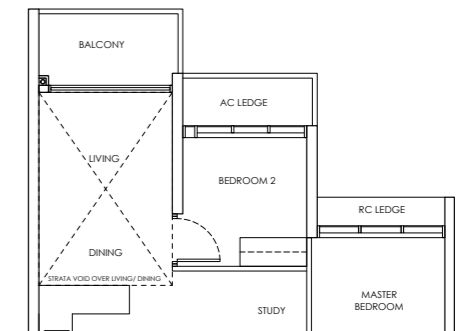 BALCONY
AC LEDGE
LIVING
BEDROOM 2
RC LEDGE
DINING
STRATA VOID OVER LIVING/ DINING
STUDY
MASTER
BEDROOM